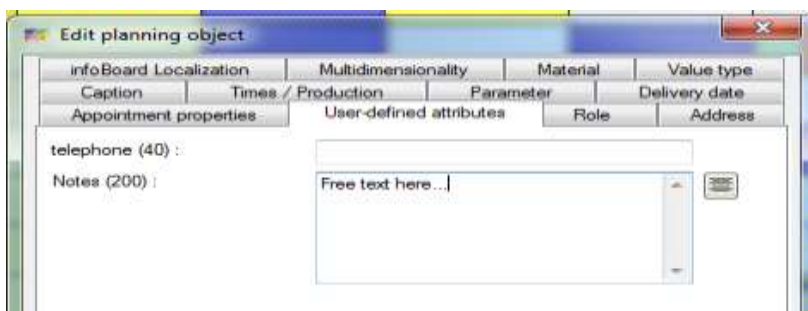 Edit planning object
infoBoard Localization Multidimensionality Material Value type
Caption Times / Production Parameter Delivery date
Appointment properties User-defined attributes Role Address
telephone (40) :
Notes (200) : Free text here...